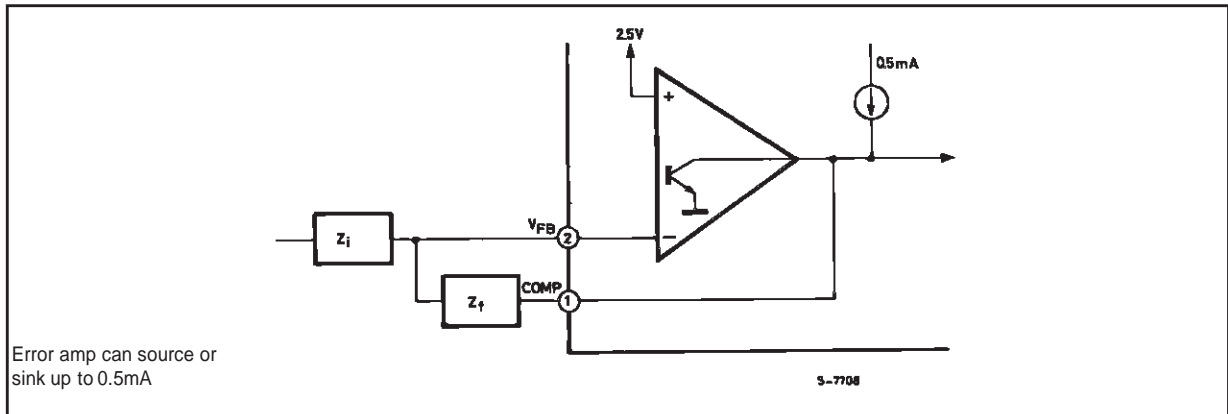 2.5V
0.5mA
+
Zi
VFB
2
−
Zf
COMP
1
Error amp can source or
sink up to 0.5mA
S-7708